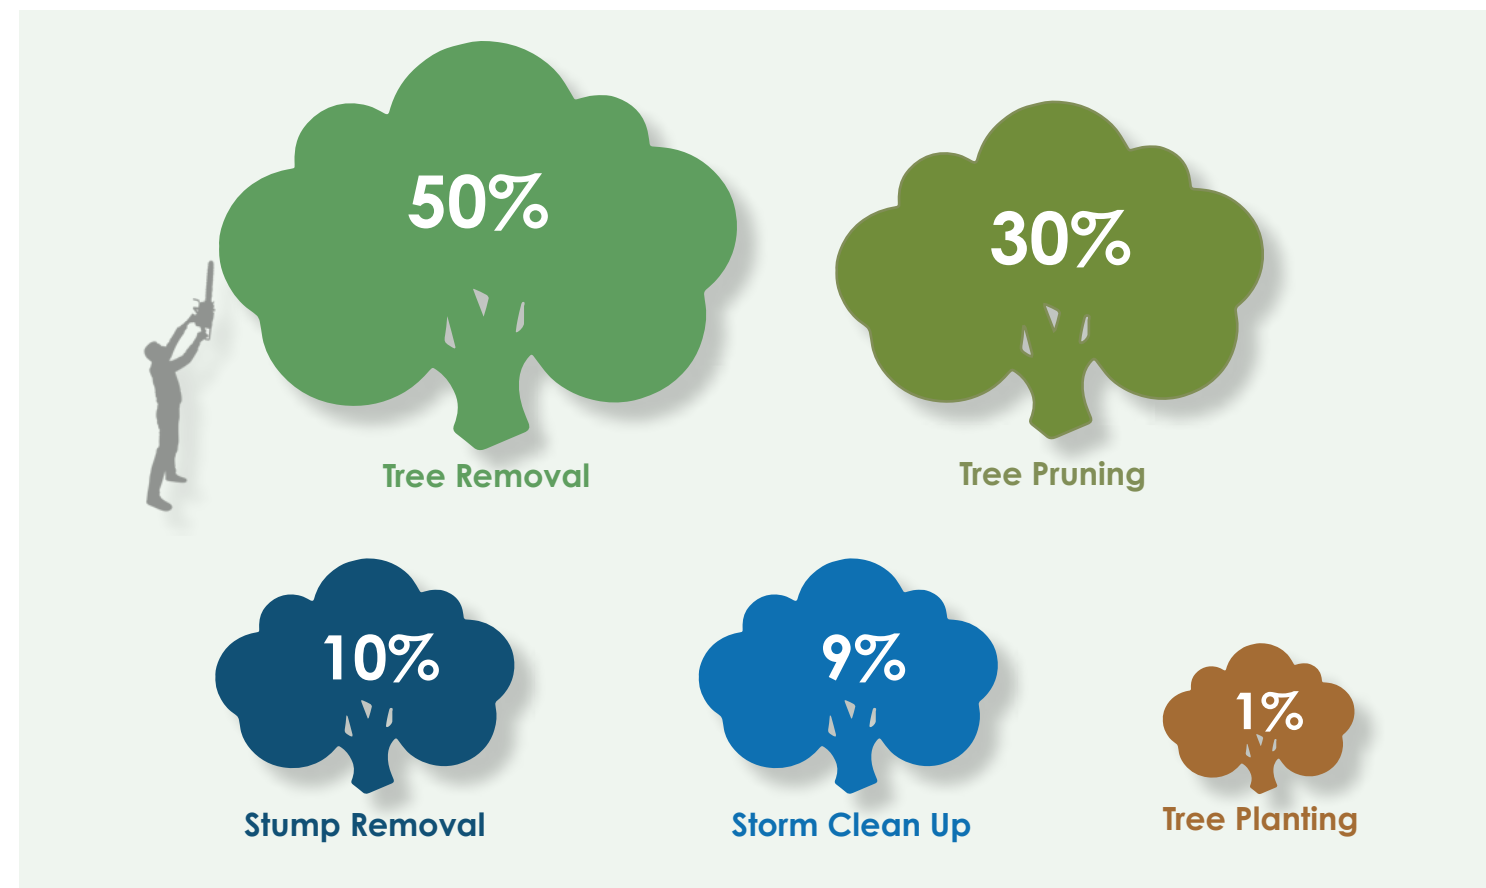 50%
30%
Tree Removal
Tree Pruning
10%
9%
1%
Stump Removal
Storm Clean Up
Tree Planting